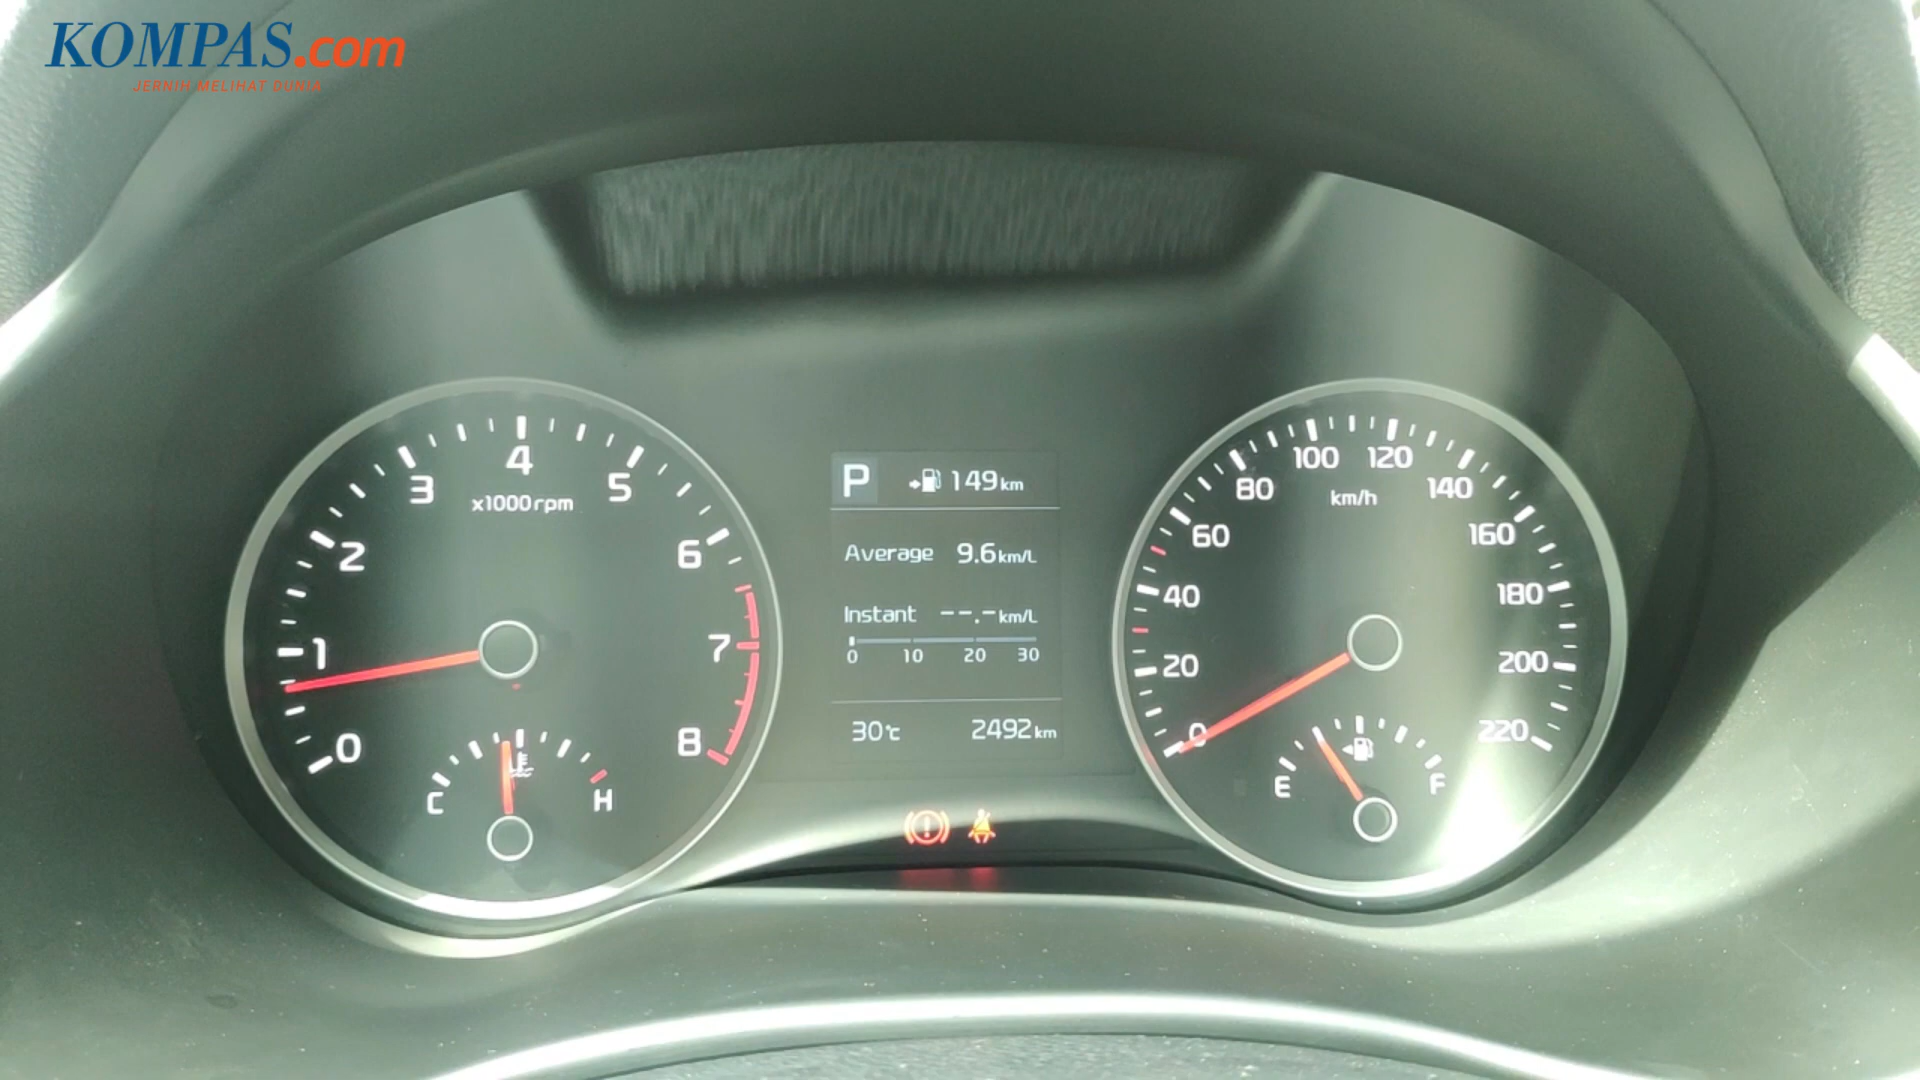 KOMPAS.com
JERNIH MELIHAT DUNIA
0
1
2
3
4
5
6
7
8
x1000rpm
C
H
P 149km
Average 9.6km/L
Instant --.-km/L
0 10 20 30
30°C 2492km
0
20
40
60
80
100
120
140
160
180
200
220
km/h
E
F